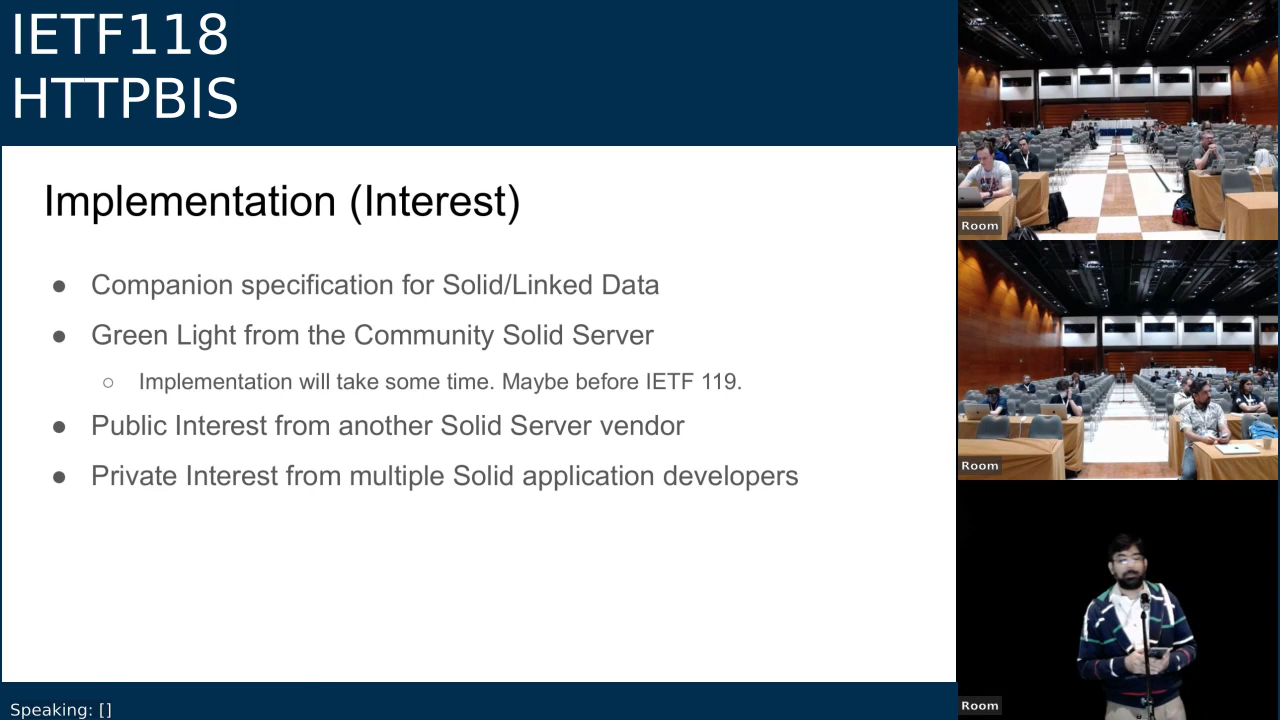 IETF118
HTTPBIS
Implementation (Interest)
● Companion specification for Solid/Linked Data
● Green Light from the Community Solid Server
○ Implementation will take some time. Maybe before IETF 119.
● Public Interest from another Solid Server vendor
● Private Interest from multiple Solid application developers
Speaking: []
Room
Room
Room